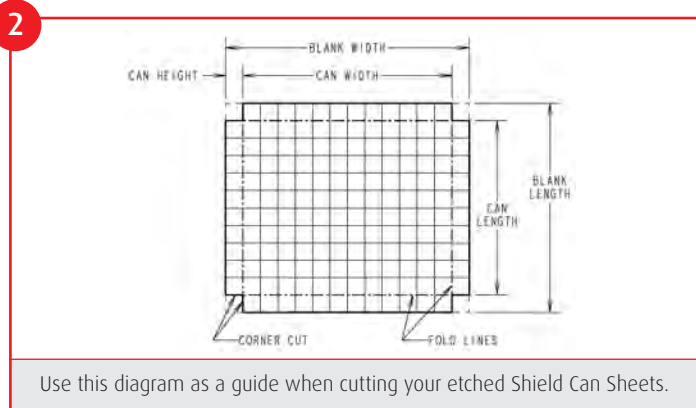 2
BLANK WIDTH
CAN HEIGHT
CAN WIDTH
BLANK
LENGTH
CAN
LENGTH
CORNER CUT
FOLD LINES
Use this diagram as a guide when cutting your etched Shield Can Sheets.